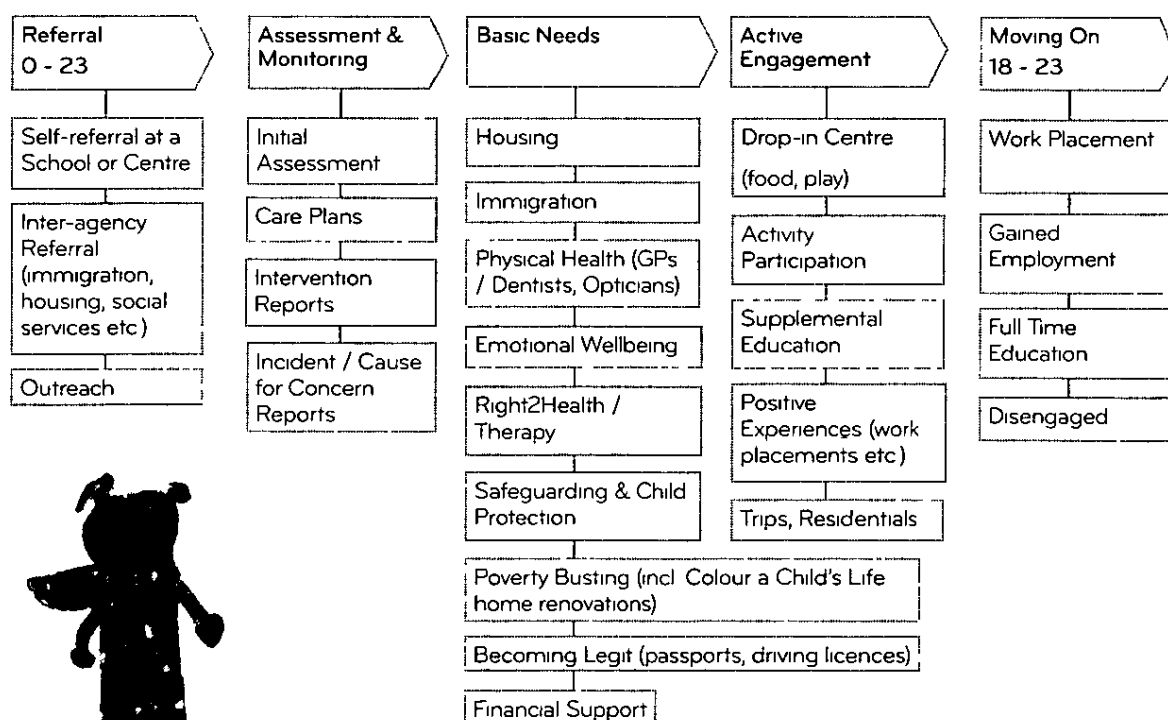 Referral
0 - 23
Self-referral at a
School or Centre
Inter-agency
Referral
(immigration,
housing, social
services etc)
Outreach
Assessment &
Monitoring
Initial
Assessment
Care Plans
Intervention
Reports
Incident / Cause
for Concern
Reports
Basic Needs
Housing
Immigration
Physical Health (GPs
/ Dentists, Opticians)
Emotional Wellbeing
Right2Health /
Therapy
Safeguarding & Child
Protection
Poverty Busting (incl Colour a Child's Life
home renovations)
Becoming Legit (passports, driving licences)
Financial Support
Active
Engagement
Drop-in Centre
(food, play)
Activity
Participation
Supplemental
Education
Positive
Experiences (work
placements etc)
Trips, Residentials
Moving On
18 - 23
Work Placement
Gained
Employment
Full Time
Education
Disengaged